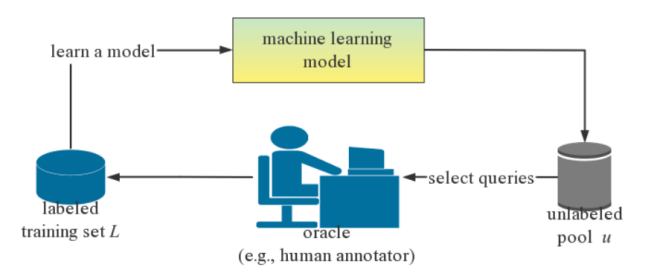 learn a model
machine learning
model
select queries
labeled
training set L
oracle
(e.g., human annotator)
unlabeled
pool u